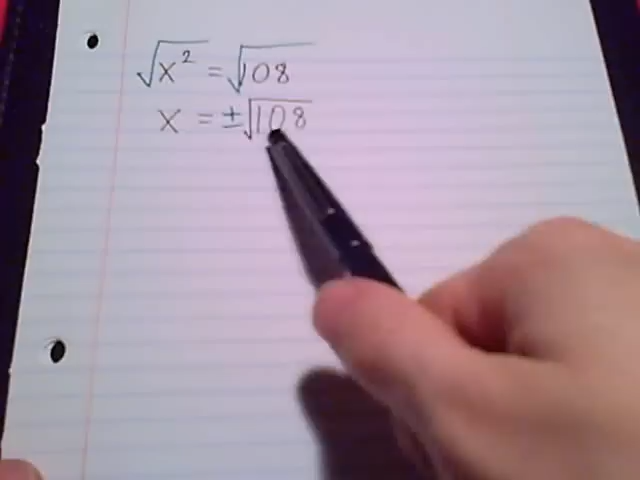 √x² = √108
x = ±√108